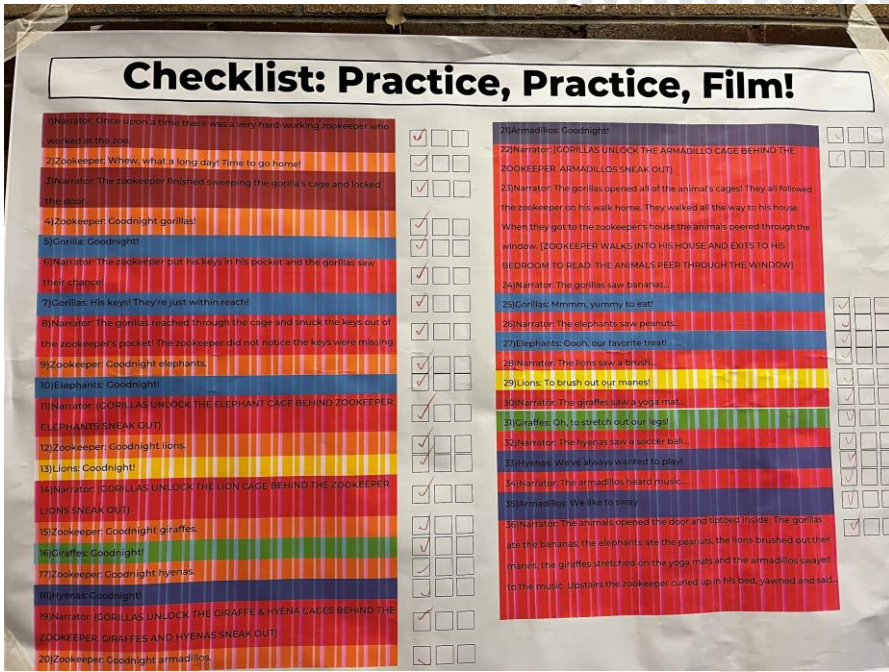 Checklist: Practice, Practice, Film!
1)Narrator: Once upon a time there was a very hard-working zookeeper who
worked at the zoo.
2)Zookeeper: Whew, what a long day! Time to go home!
3)Narrator: The zookeeper finished sweeping the gorilla's cage and locked
the door.
4)Zookeeper: Goodnight gorillas!
5)Gorilla: Goodnight!
6)Narrator: The zookeeper put his keys in his pocket and the gorillas saw
their chance!
7)Gorillas: His keys! They're just within reach!
8)Narrator: The gorillas reached through the cage and snuck the keys out of
the zookeeper's pocket! The zookeeper did not notice the keys were missing.
9)Zookeeper: Goodnight elephants.
10)Elephants: Goodnight!
11)Narrator: (GORILLAS UNLOCK THE ELEPHANT CAGE BEHIND ZOOKEEPER.
ELEPHANTS SNEAK OUT)
12)Zookeeper: Goodnight lions.
13)Lions: Goodnight!
14)Narrator: (GORILLAS UNLOCK THE LION CAGE BEHIND THE ZOOKEEPER.
LIONS SNEAK OUT)
15)Zookeeper: Goodnight giraffes.
16)Giraffes: Goodnight!
17)Zookeeper: Goodnight hyenas.
18)Hyenas: Goodnight!
19)Narrator: (GORILLAS UNLOCK THE GIRAFFE & HYENA CAGES BEHIND THE
ZOOKEEPER. GIRAFFES AND HYENAS SNEAK OUT)
20)Zookeeper: Goodnight armadillos.
21)Armadillos: Goodnight!
22)Narrator: (GORILLAS UNLOCK THE ARMADILLO CAGE BEHIND THE
ZOOKEEPER. ARMADILLOS SNEAK OUT)
23)Narrator: The gorillas opened all of the animal's cages! They all followed
the zookeeper on his walk home. They walked all the way to his house.
When they got to the zookeeper's house the animals peered through the
window. [ZOOKEEPER WALKS INTO HIS HOUSE AND EXITS TO HIS
BEDROOM TO READ. THE ANIMALS PEER THROUGH THE WINDOW]
24)Narrator: The gorillas saw bananas...
25)Gorillas: Mmmm, yummy to eat!
26)Narrator: The elephants saw peanuts...
27)Elephants: Oooh, our favorite treat!
28)Narrator: The lions saw a brush...
29)Lions: To brush out our manes!
30)Narrator: The giraffes saw a yoga mat...
31)Giraffes: Oh, to stretch out our legs!
32)Narrator: The hyenas saw a soccer ball...
33)Hyenas: We've always wanted to play!
34)Narrator: The armadillos heard music...
35)Armadillos: We like to sway
36)Narrator: The animals opened the door and tiptoed inside. The gorillas
ate the bananas, the elephants ate the peanuts, the lions brushed out ther
manes, the giraffes stretched on the yoga mats and the armadillos swayed
to the music. Upstairs the zookeeper curled up in his bed, yawned and said...